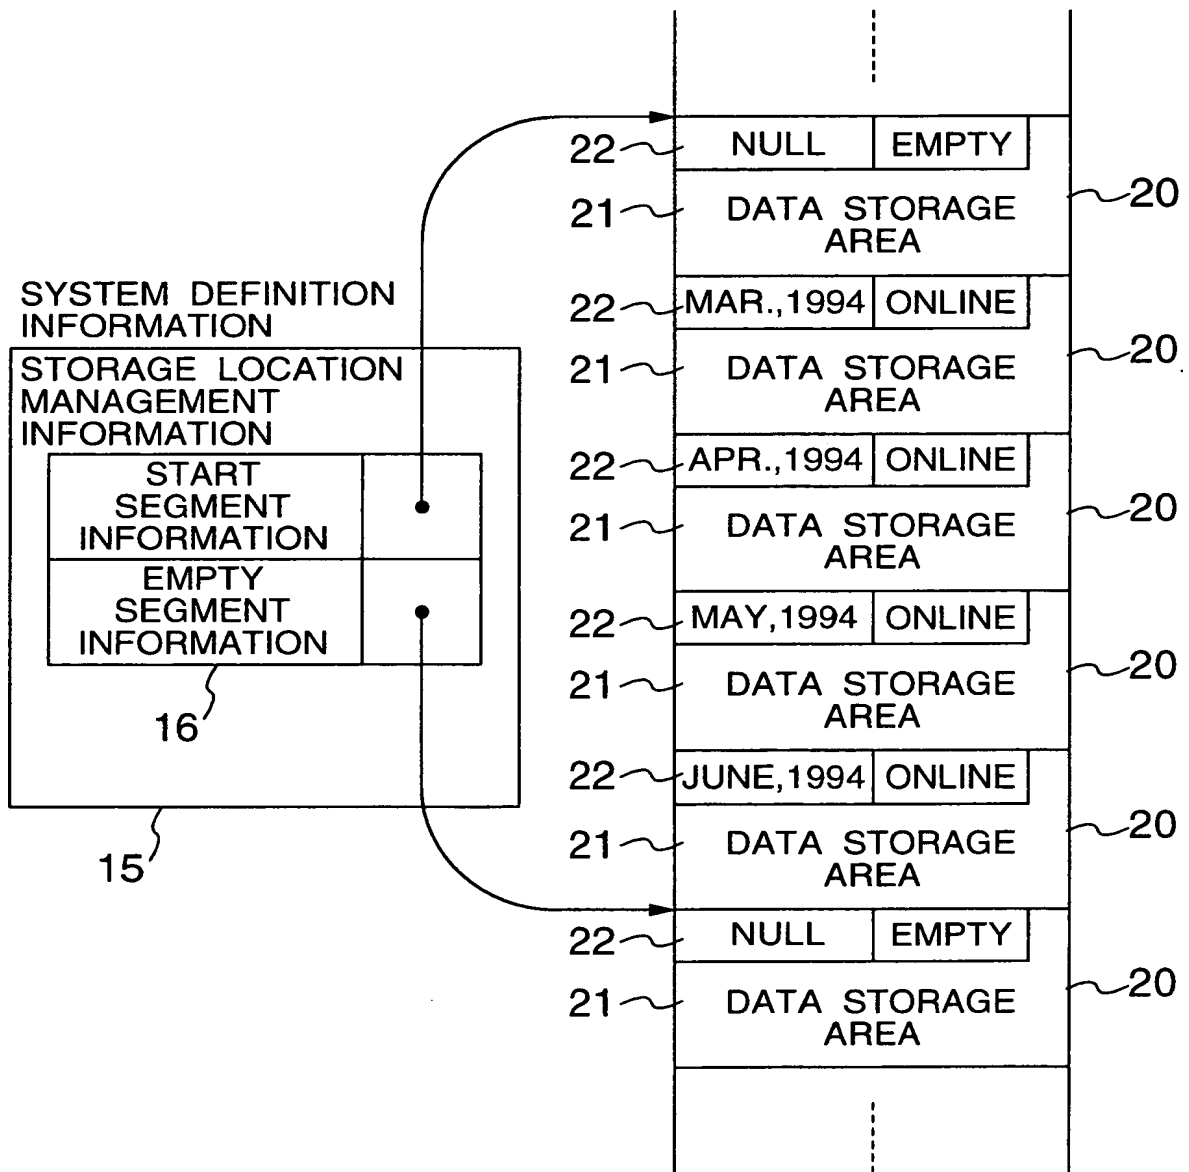 SYSTEM DEFINITION
INFORMATION
STORAGE LOCATION
MANAGEMENT
INFORMATION
START
SEGMENT
INFORMATION
EMPTY
SEGMENT
INFORMATION
16
15
22 NULL EMPTY
21 DATA STORAGE
AREA
20
22 MAR.,1994 ONLINE
21 DATA STORAGE
AREA
20
22 APR.,1994 ONLINE
21 DATA STORAGE
AREA
20
22 MAY,1994 ONLINE
21 DATA STORAGE
AREA
20
22 JUNE,1994 ONLINE
21 DATA STORAGE
AREA
20
22 NULL EMPTY
21 DATA STORAGE
AREA
20